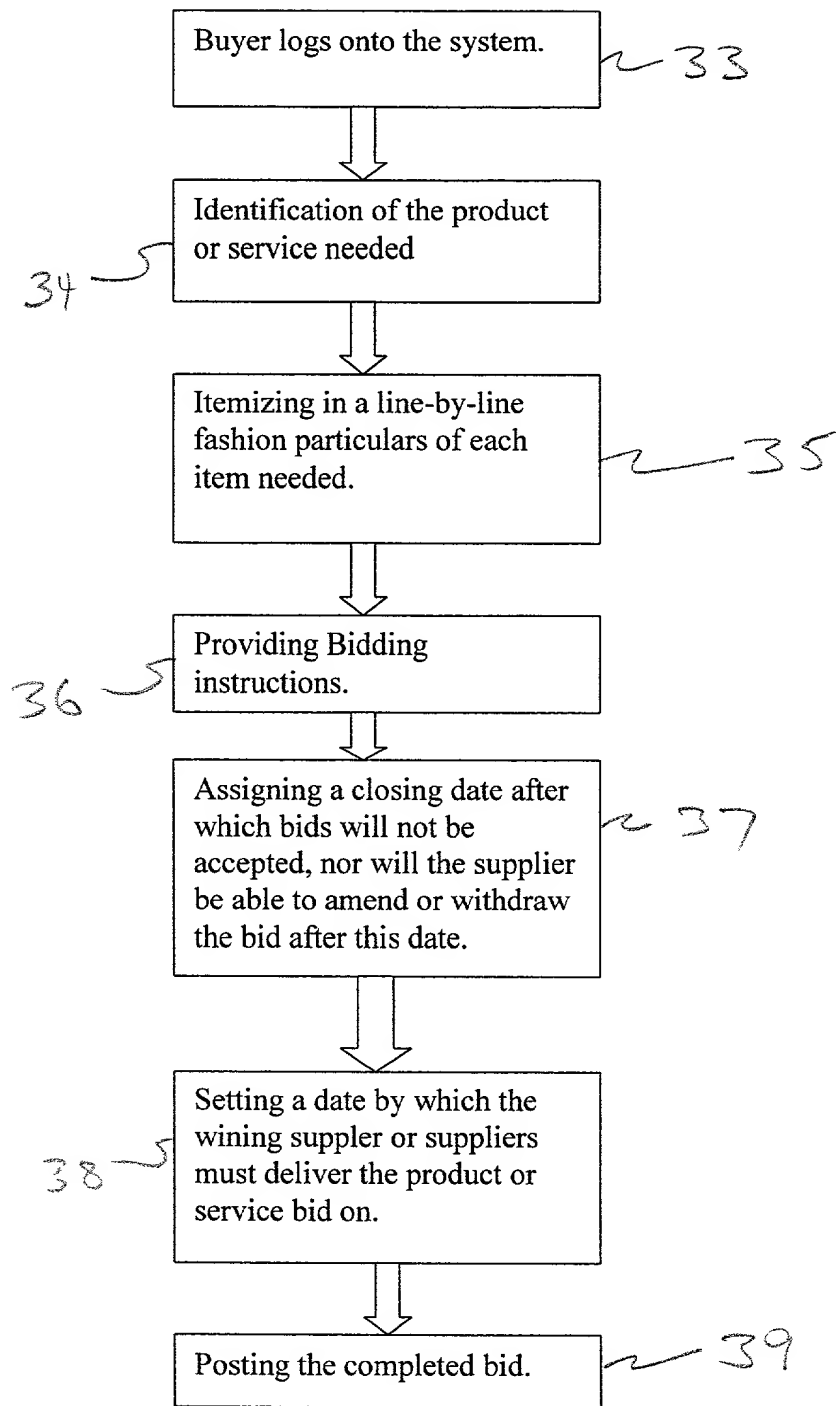 Buyer logs onto the system.
33
Identification of the product
or service needed
34
Itemizing in a line-by-line
fashion particulars of each
item needed.
35
Providing Bidding
instructions.
36
Assigning a closing date after
which bids will not be
accepted, nor will the supplier
be able to amend or withdraw
the bid after this date.
37
Setting a date by which the
wining suppler or suppliers
must deliver the product or
service bid on.
38
Posting the completed bid.
39